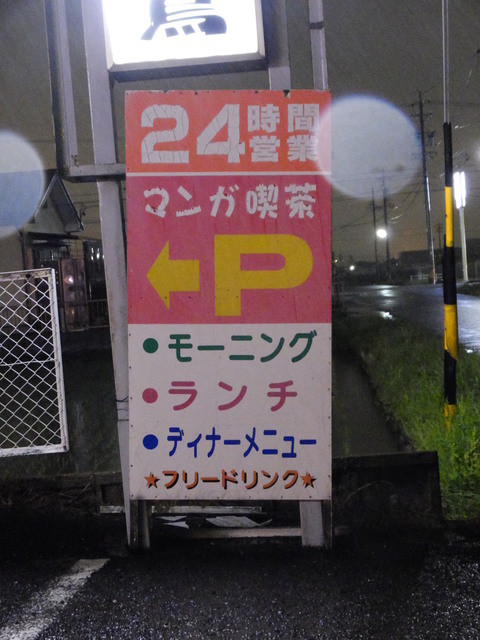 24時間営業
マンガ喫茶
←P
●モーニング
●ランチ
●ディナーメニュー
★フリードリンク★